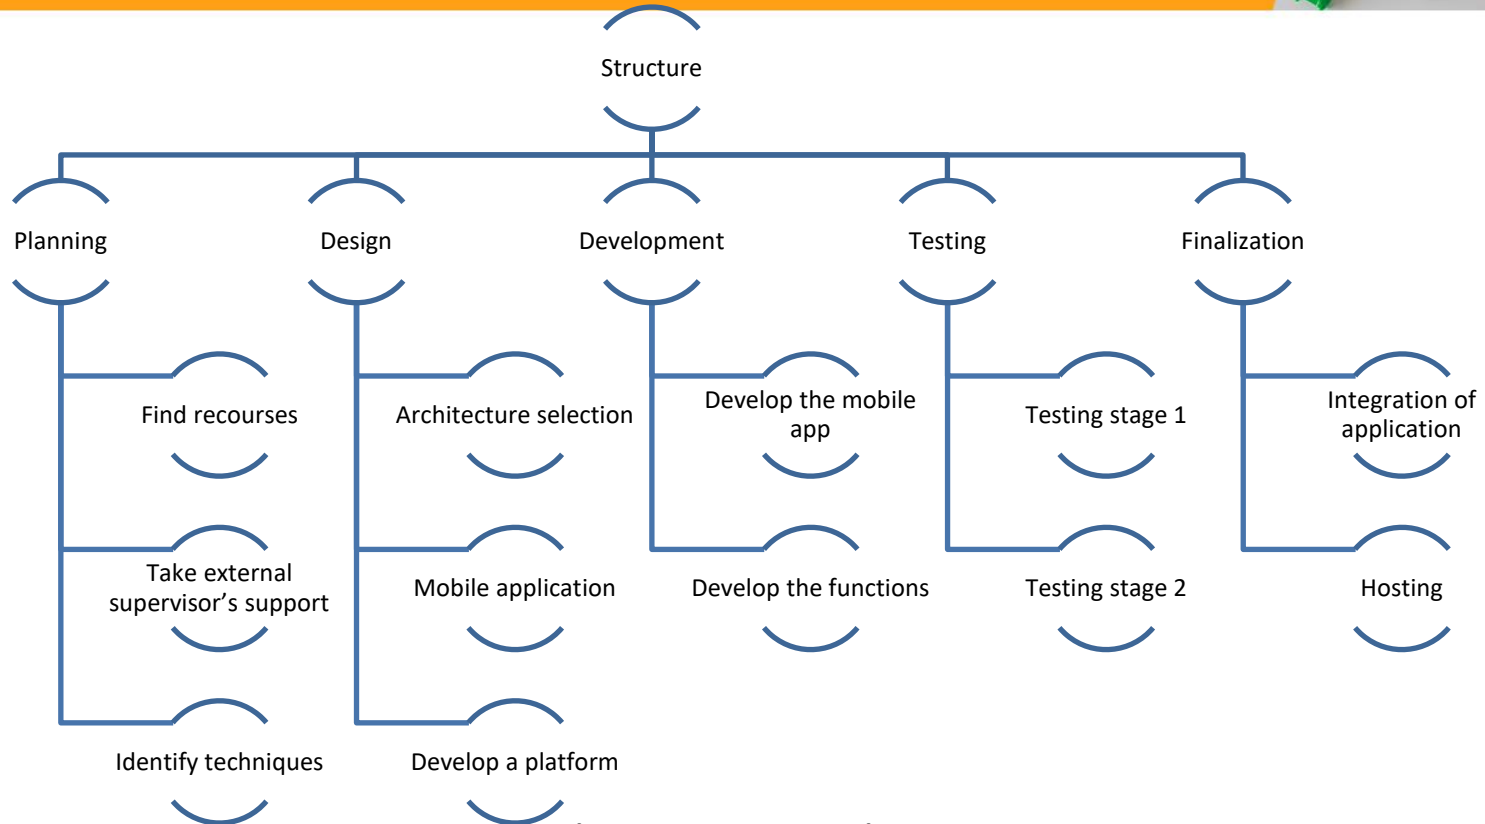 Structure
Planning
Design
Development
Testing
Finalization
Find recourses
Architecture selection
Develop the mobile
app
Testing stage 1
Integration of
application
Take external
supervisor’s support
Mobile application
Develop the functions
Testing stage 2
Hosting
Identify techniques
Develop a platform